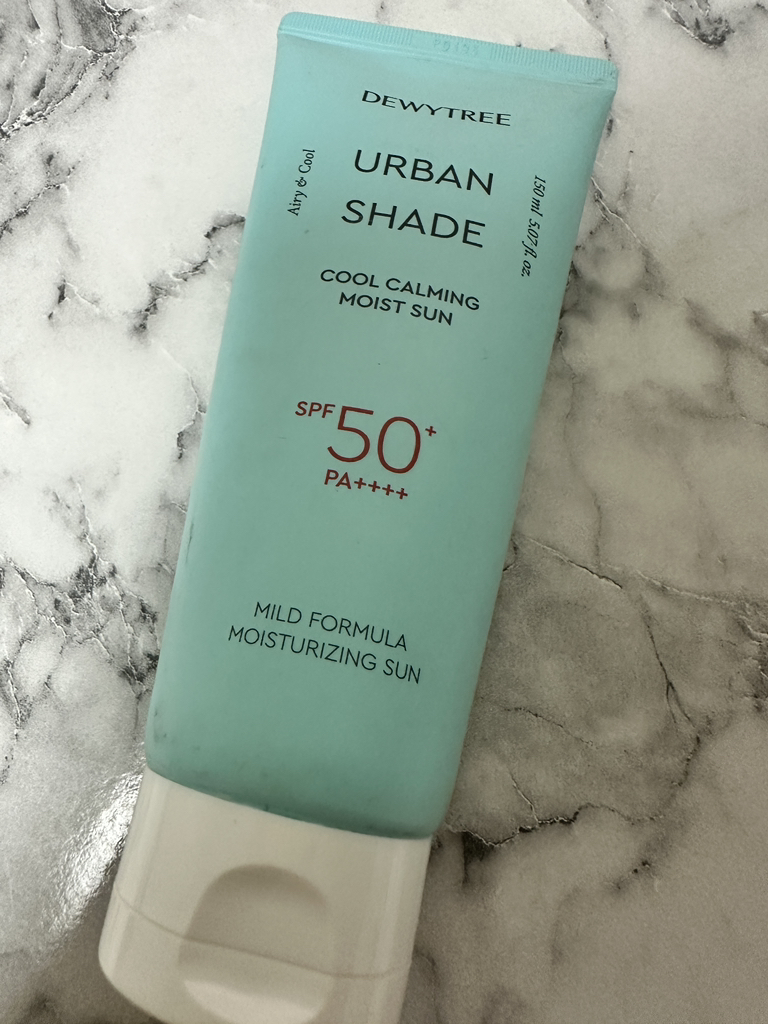 DEWYTREE
URBAN
SHADE
Airy & Cool
150 ml 5.07 fl. oz.
COOL CALMING
MOIST SUN
SPF 50+
PA++++
MILD FORMULA
MOISTURIZING SUN